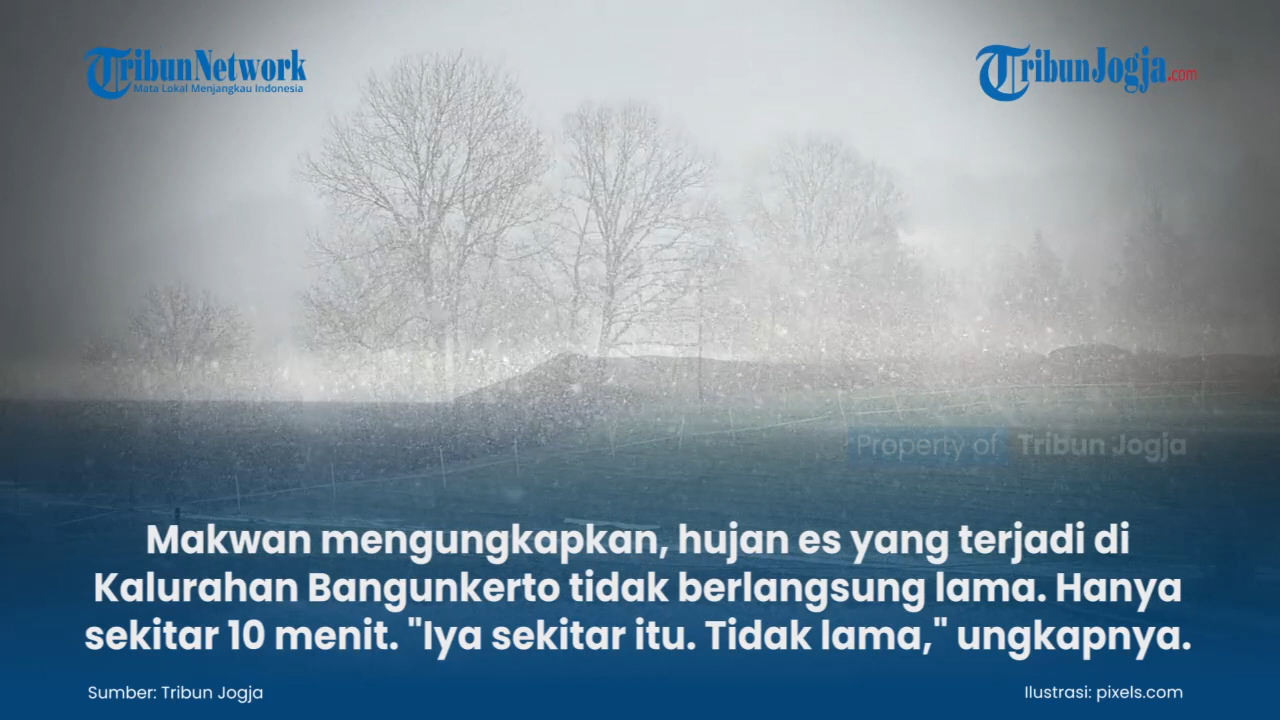 TribunNetwork
Mata Lokal Menjangkau Indonesia
TribunJogja.com
Property of Tribun Jogja
Makwan mengungkapkan, hujan es yang terjadi di
Kalurahan Bangunkerto tidak berlangsung lama. Hanya
sekitar 10 menit. "Iya sekitar itu. Tidak lama," ungkapnya.
Sumber: Tribun Jogja
Ilustrasi: pixels.com